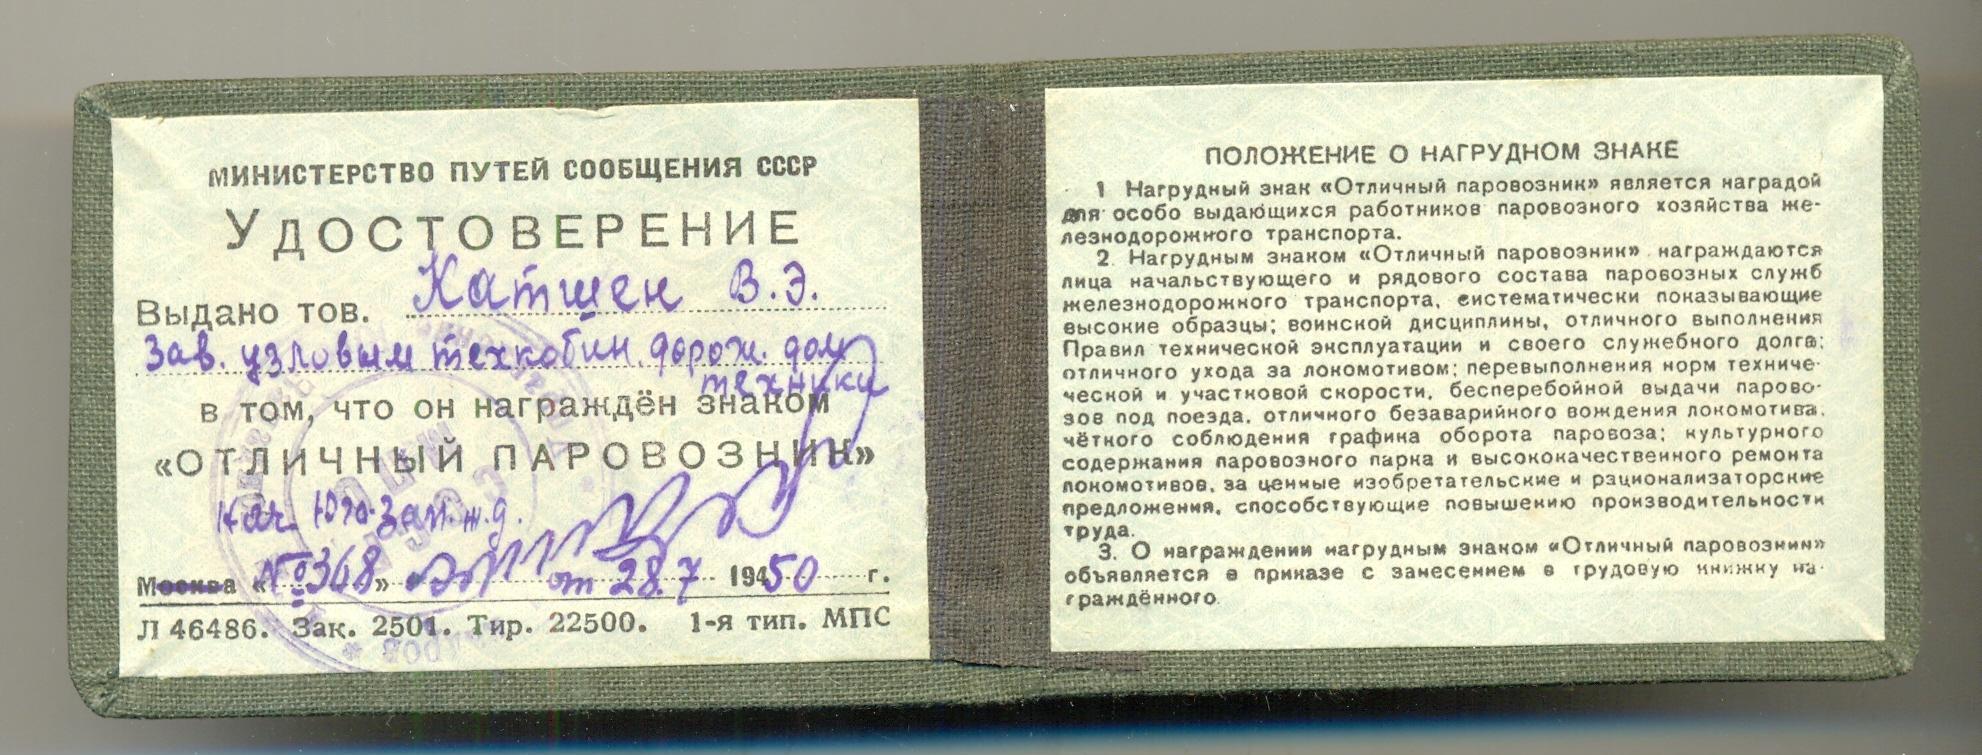 МИНИСТЕРСТВО ПУТЕЙ СООБЩЕНИЯ СССР
УДОСТОВЕРЕНИЕ
Выдано тов. Катшен В.Э.
Зав. узловым техкабин. дорож. дом
техники
в том, что он награждён знаком
«ОТЛИЧНЫЙ ПАРОВОЗНИК»
Нач. Юго-Зап. ж.д.
Москва «№ 368» от 28.7 1950 г.
Л 46486. Зак. 2501. Тир. 22500. 1-я тип. МПС
ПОЛОЖЕНИЕ О НАГРУДНОМ ЗНАКЕ
1 Нагрудный знак «Отличный паровозник» является наградой
для особо выдающихся работников паровозного хозяйства же-
лезнодорожного транспорта.
2. Нагрудным знаком «Отличный паровозник» награждаются
лица начальствующего и рядового состава паровозных служб
железнодорожного транспорта, систематически показывающие
высокие образцы; воинской дисциплины, отличного выполнения
Правил технической эксплуатации и своего служебного долга;
отличного ухода за локомотивом; перевыполнения норм техниче-
ческой и участковой скорости, бесперебойной выдачи парово-
зов под поезда, отличного безаварийного вождения локомотива,
чёткого соблюдения графика оборота паровоза; культурного
содержания паровозного парка и высококачественного ремонта
локомотивов, за ценные изобретательские и рационализаторские
предложения, способствующие повышению производительности
труда.
3. О награждении нагрудным знаком «Отличный паровозник»
объявляется в приказе с занесением в трудовую книжку на-
граждённого.